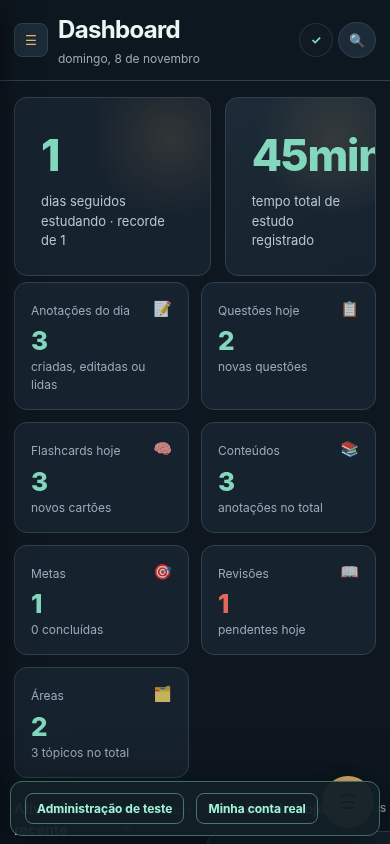 Dashboard
domingo, 8 de novembro
1
dias seguidos
estudando · recorde
de 1
45min
tempo total de
estudo
registrado
Anotações do dia
3
criadas, editadas ou
lidas
Questões hoje
2
novas questões
Flashcards hoje
3
novos cartões
Conteúdos
3
anotações no total
Metas
1
0 concluídas
Revisões
1
pendentes hoje
Áreas
2
3 tópicos no total
Administração de teste
Minha conta real
recente